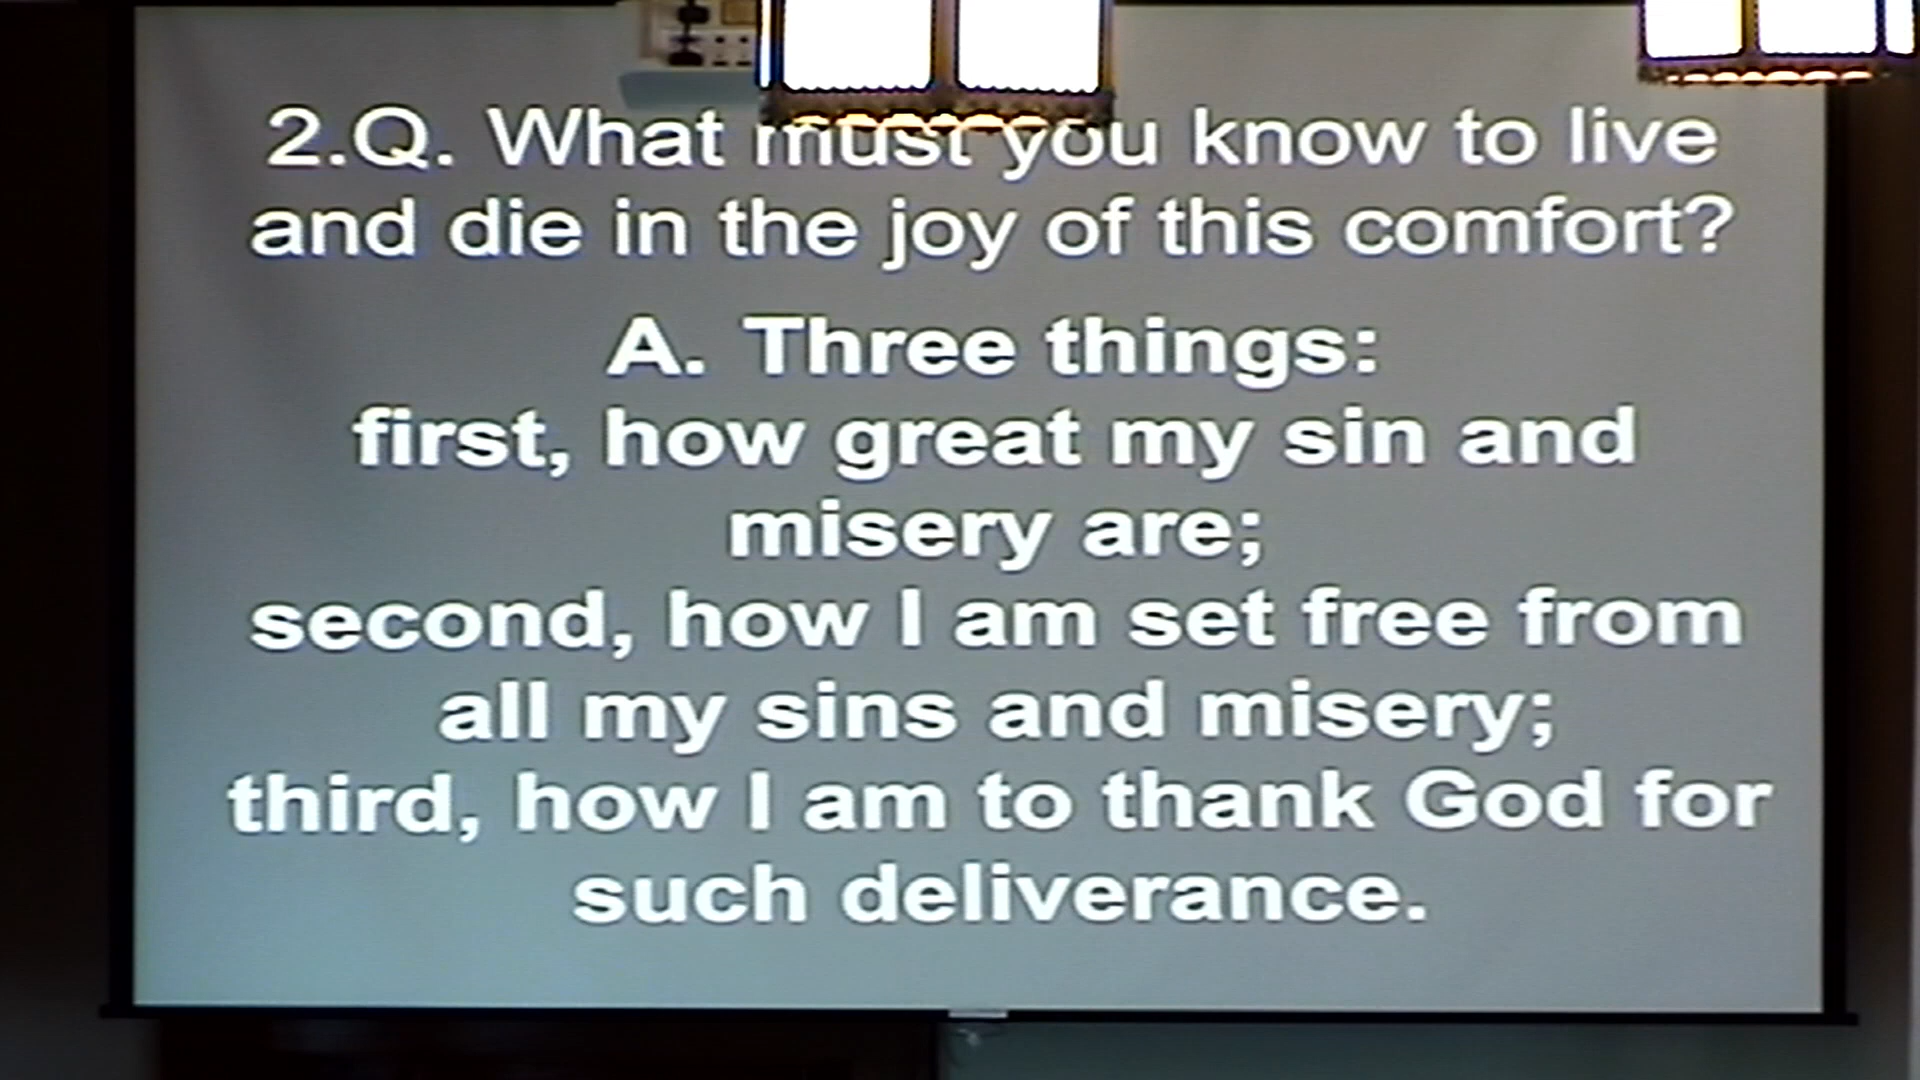 2.Q. What must you know to live
and die in the joy of this comfort?
A. Three things:
first, how great my sin and
misery are;
second, how I am set free from
all my sins and misery;
third, how I am to thank God for
such deliverance.